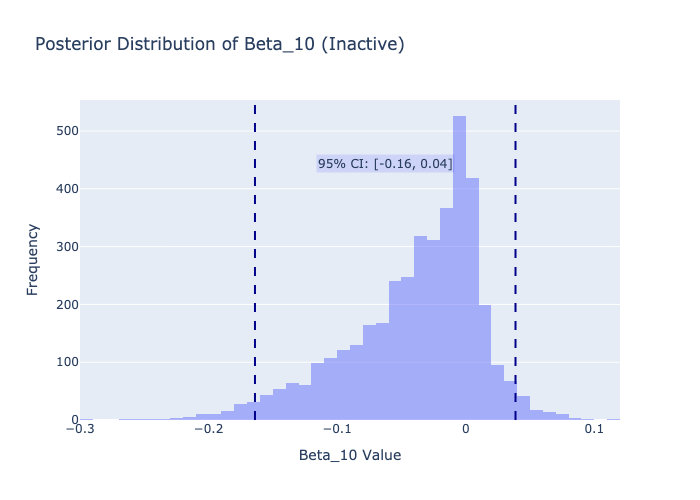 Posterior Distribution of Beta_10 (Inactive)
95% CI: [-0.16, 0.04]
Frequency
500
400
300
200
100
0
−0.3
−0.2
−0.1
0
0.1
Beta_10 Value